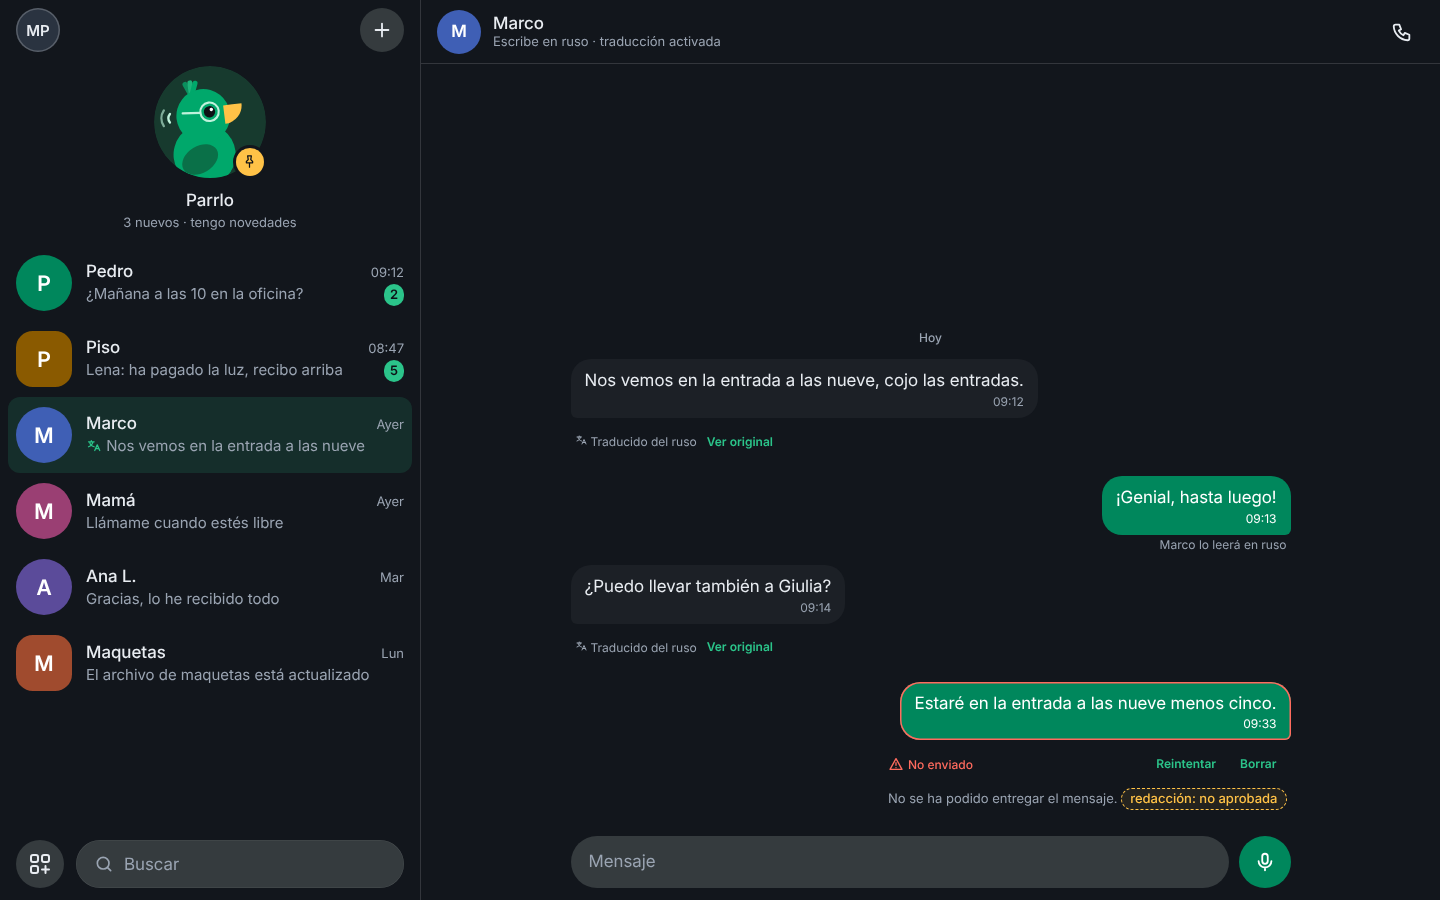 MP
Parrlo
3 nuevos · tengo novedades
P
Pedro
09:12
¿Mañana a las 10 en la oficina?
2
P
Piso
08:47
Lena: ha pagado la luz, recibo arriba
5
M
Marco
Ayer
Nos vemos en la entrada a las nueve
M
Mamá
Ayer
Llámame cuando estés libre
A
Ana L.
Mar
Gracias, lo he recibido todo
M
Maquetas
Lun
El archivo de maquetas está actualizado
Buscar
M
Marco
Escribe en ruso · traducción activada
Hoy
Nos vemos en la entrada a las nueve, cojo las entradas.
09:12
Traducido del ruso Ver original
¡Genial, hasta luego!
09:13
Marco lo leerá en ruso
¿Puedo llevar también a Giulia?
09:14
Traducido del ruso Ver original
Estaré en la entrada a las nueve menos cinco.
09:33
No enviado Reintentar Borrar
No se ha podido entregar el mensaje. redacción: no aprobada
Mensaje